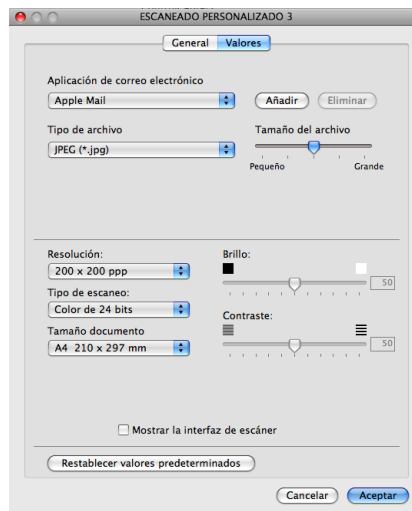 ESCANEADO PERSONALIZADO 3
General Valores
Aplicación de correo electrónico
Apple Mail Añadir Eliminar
Tipo de archivo Tamaño del archivo
JPEG (*.jpg)
Pequeño Grande
Resolución: Brillo:
200 x 200 ppp 50
Tipo de escaneo:
Color de 24 bits Contraste:
Tamaño documento
A4 210 x 297 mm 50
Mostrar la interfaz de escáner
Restablecer valores predeterminados
Cancelar Aceptar